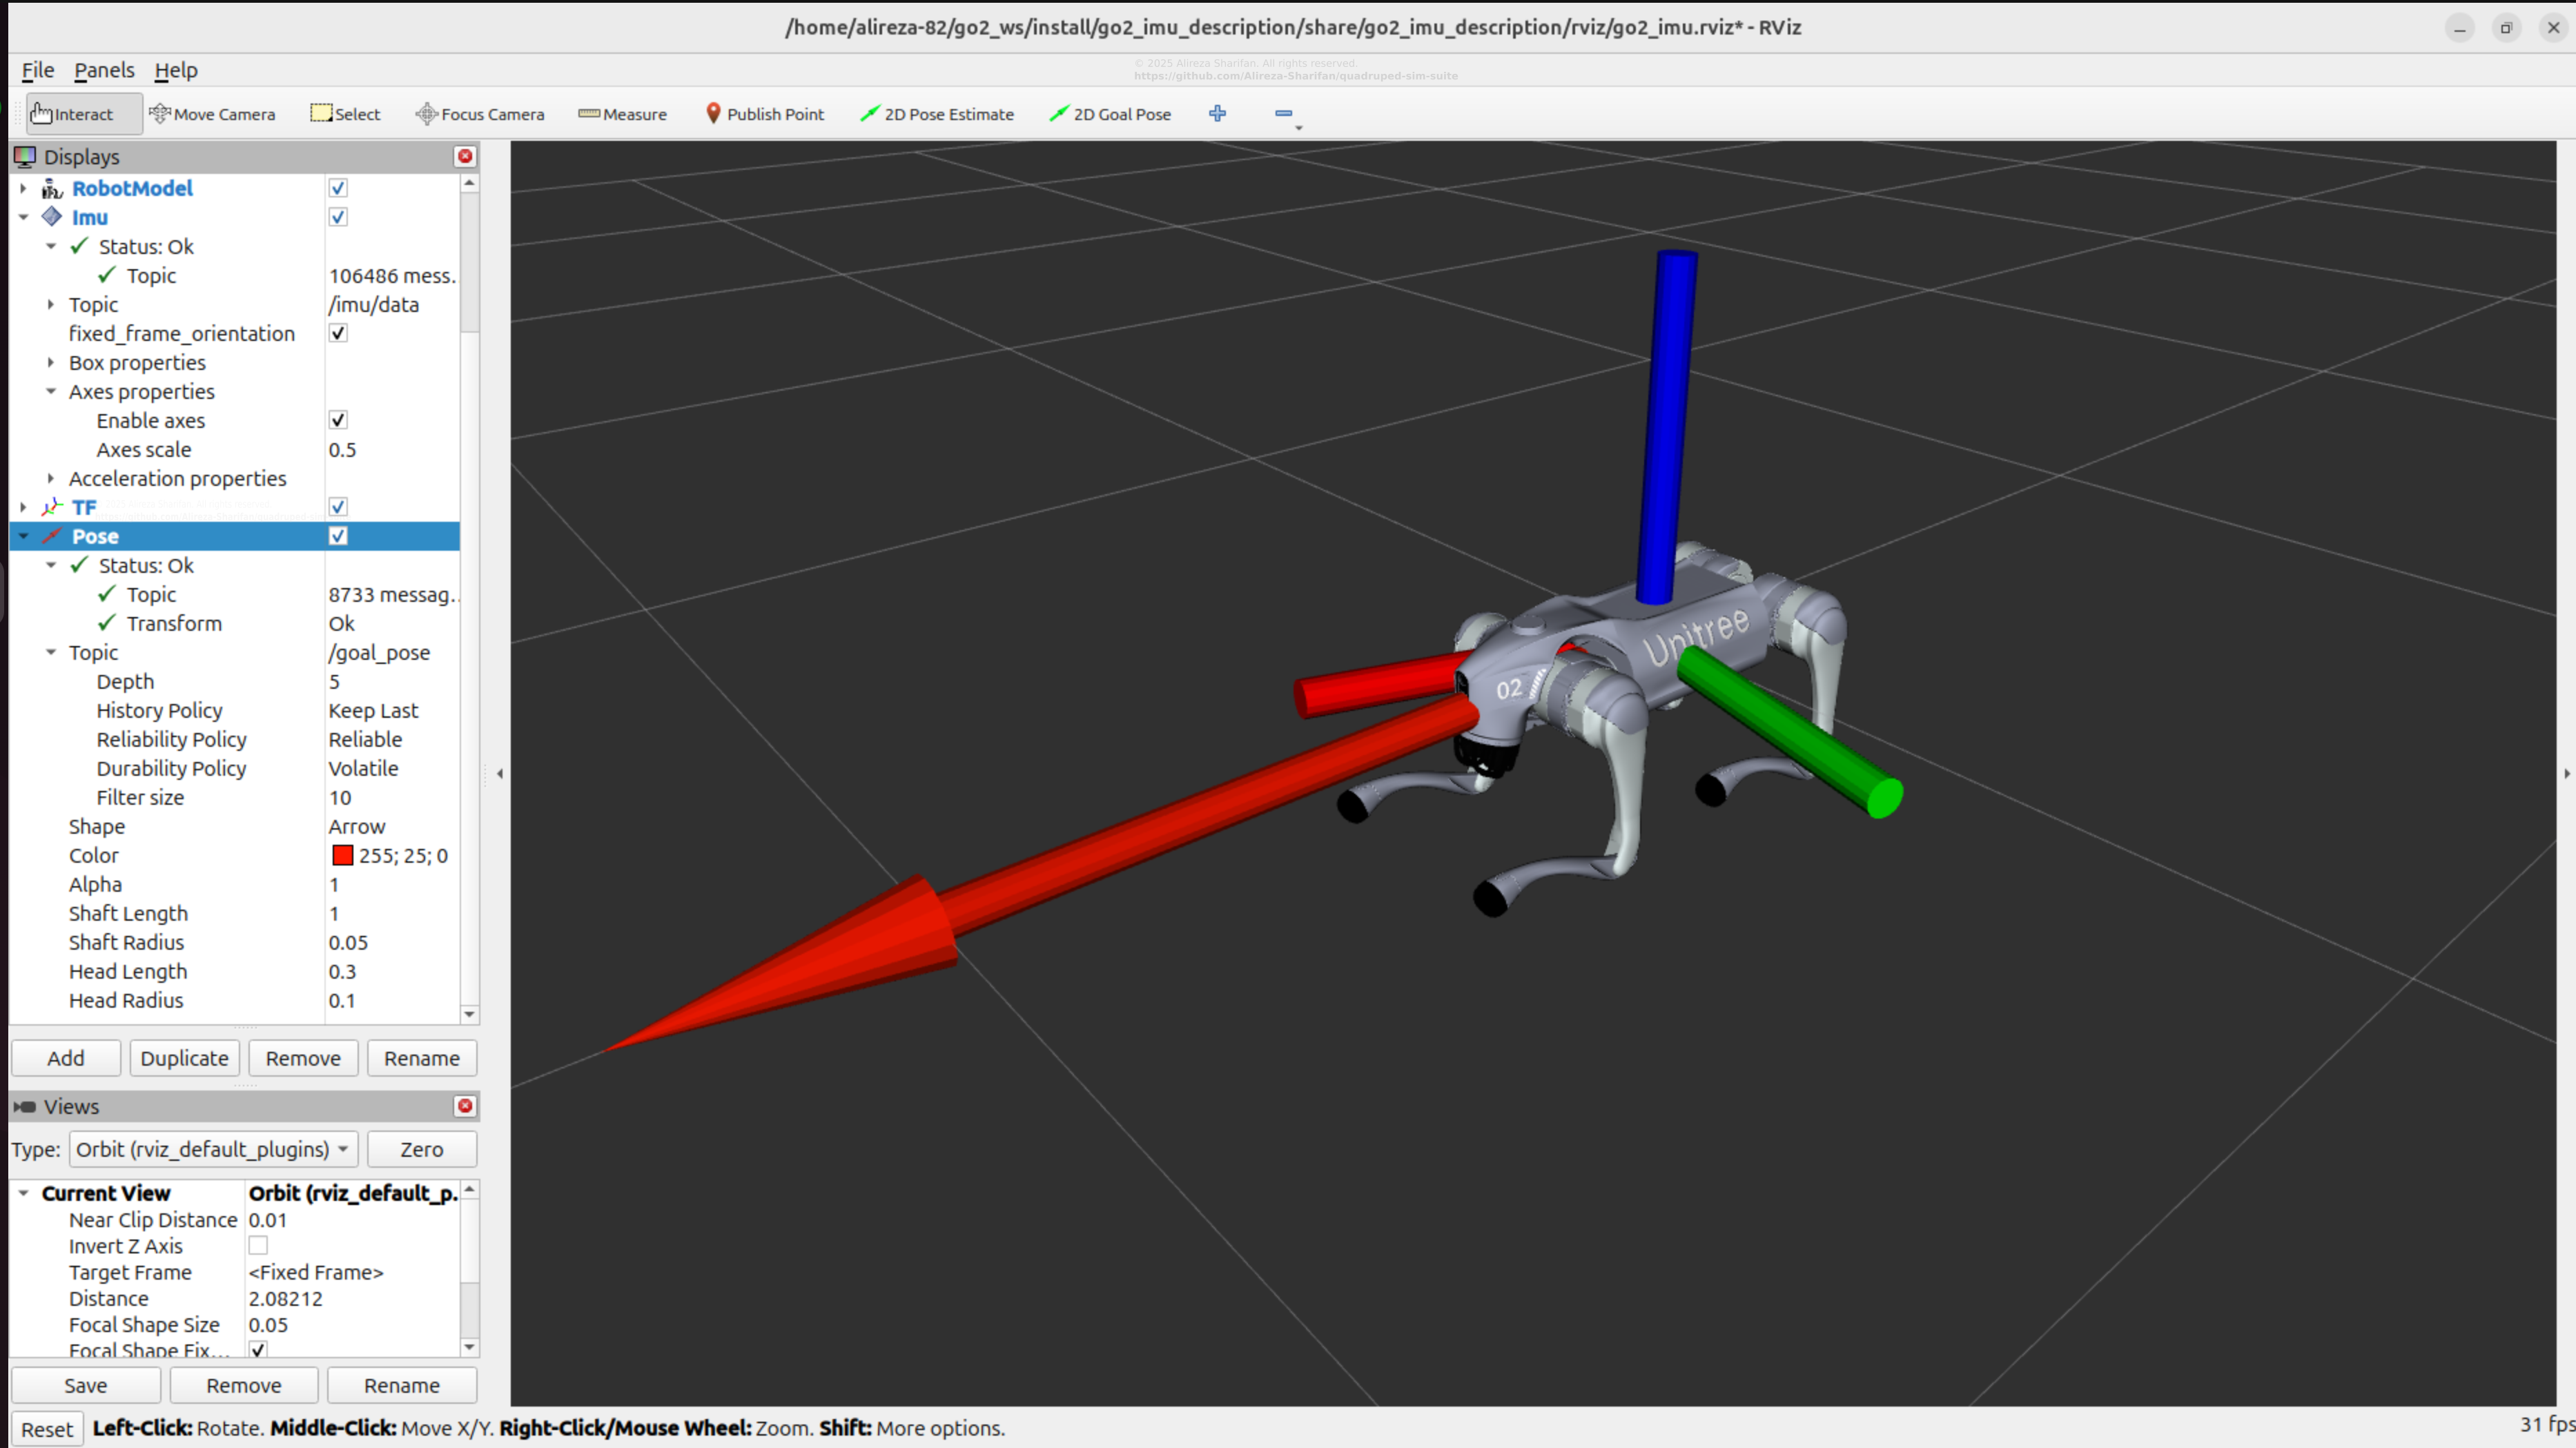 /home/alireza-82/go2_ws/install/go2_imu_description/share/go2_imu_description/rviz/go2_imu.rviz* - RViz
File Panels Help
© 2025 Alireza Sharifan. All rights reserved.
https://github.com/Alireza-Sharifan/quadruped-sim-suite
Interact Move Camera Select Focus Camera Measure Publish Point 2D Pose Estimate 2D Goal Pose
Displays
RobotModel
Imu
Status: Ok
Topic 106486 mess.
Topic /imu/data
fixed_frame_orientation
Box properties
Axes properties
Enable axes
Axes scale 0.5
Acceleration properties
TF
Pose
Status: Ok
Topic 8733 messag.
Transform Ok
Topic /goal_pose
Depth 5
History Policy Keep Last
Reliability Policy Reliable
Durability Policy Volatile
Filter size 10
Shape Arrow
Color 255; 25; 0
Alpha 1
Shaft Length 1
Shaft Radius 0.05
Head Length 0.3
Head Radius 0.1
Add Duplicate Remove Rename
Unitree
02
Views
Type: Orbit (rviz_default_plugins) Zero
Current View Orbit (rviz_default_p.
Near Clip Distance 0.01
Invert Z Axis
Target Frame <Fixed Frame>
Distance 2.08212
Focal Shape Size 0.05
Focal Shape Fix...
Save Remove Rename
Reset Left-Click: Rotate. Middle-Click: Move X/Y. Right-Click/Mouse Wheel: Zoom. Shift: More options. 31 fps